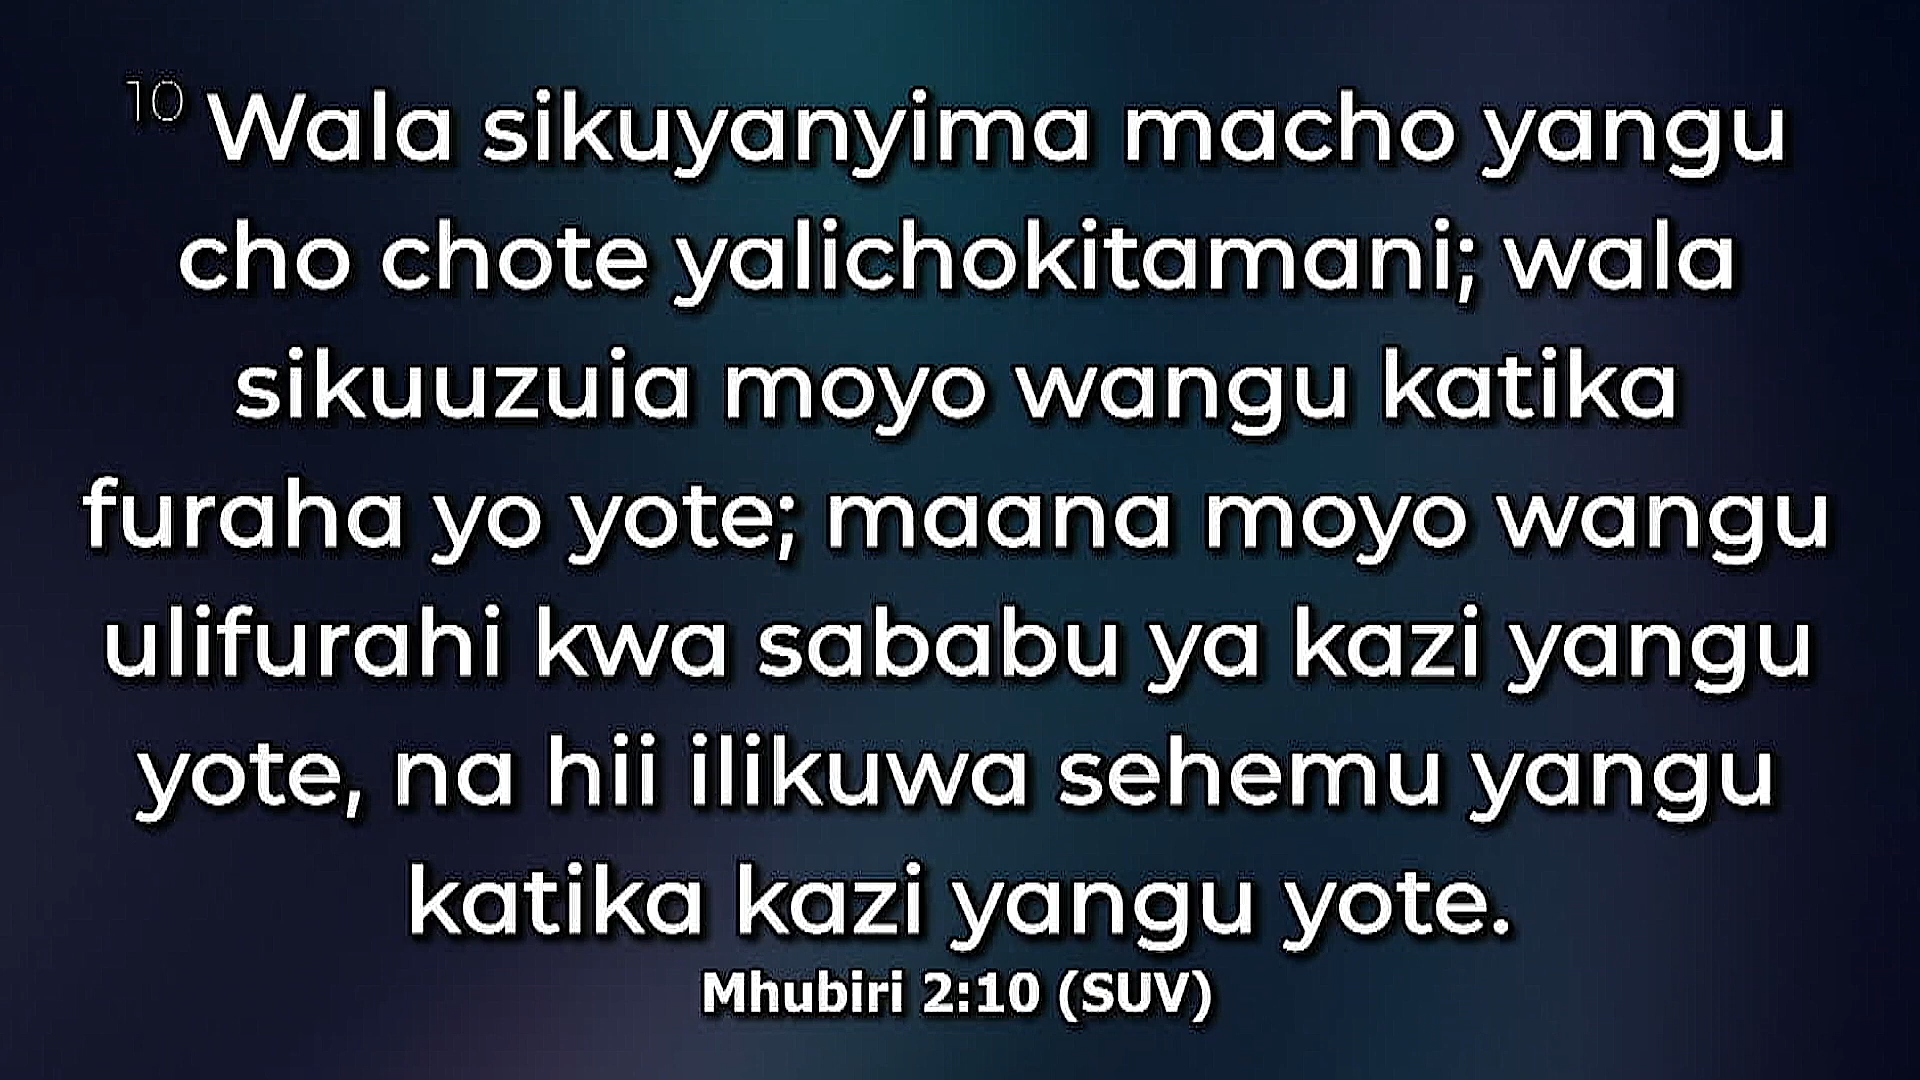 10 Wala sikuyanyima macho yangu
cho chote yalichokitamani; wala
sikuuzuia moyo wangu katika
furaha yo yote; maana moyo wangu
ulifurahi kwa sababu ya kazi yangu
yote, na hii ilikuwa sehemu yangu
katika kazi yangu yote.
Mhubiri 2:10 (SUV)